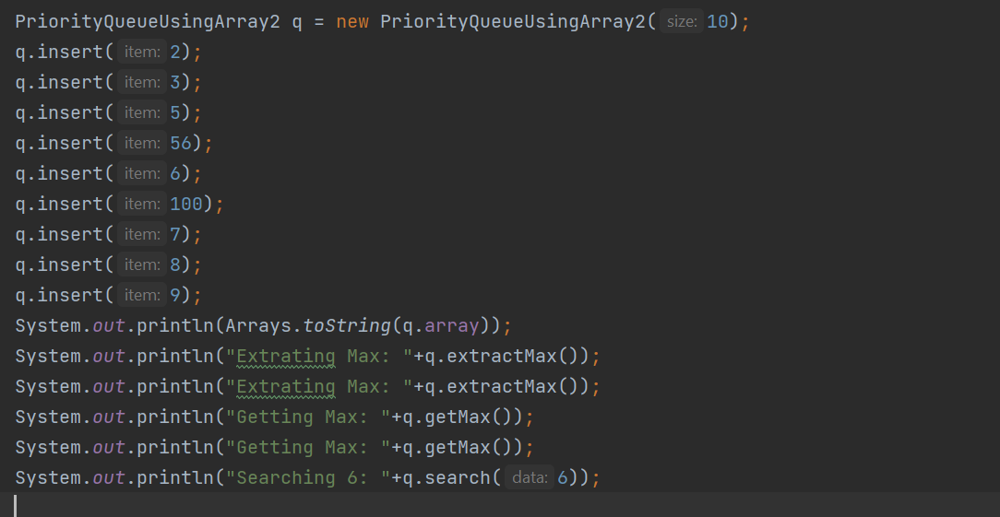 PriorityQueueUsingArray2 q = new PriorityQueueUsingArray2( size: 10);
q.insert( item: 2);
q.insert( item: 3);
q.insert( item: 5);
q.insert( item: 56);
q.insert( item: 6);
q.insert( item: 100);
q.insert( item: 7);
q.insert( item: 8);
q.insert( item: 9);
System.out.println(Arrays.toString(q.array));
System.out.println("Extrating Max: "+q.extractMax());
System.out.println("Extrating Max: "+q.extractMax());
System.out.println("Getting Max: "+q.getMax());
System.out.println("Getting Max: "+q.getMax());
System.out.println("Searching 6: "+q.search( data: 6));